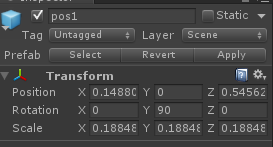 pos1 Static
Tag Untagged Layer Scene
Prefab Select Revert Apply
Transform
Position X 0.14880 Y 0 Z 0.54562
Rotation X 0 Y 90 Z 0
Scale X 0.18848 Y 0.18848 Z 0.18848